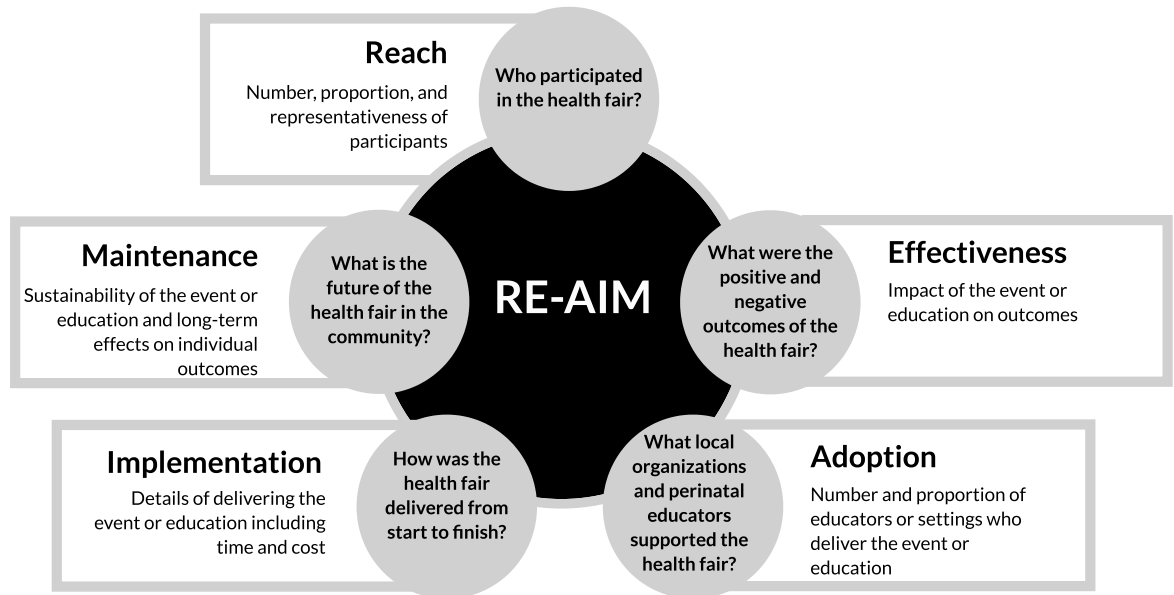 Reach
Number, proportion, and
representativeness of
participants
Who participated
in the health fair?
RE-AIM
Effectiveness
Impact of the event or
education on outcomes
What were the
positive and
negative
outcomes of the
health fair?
Adoption
Number and proportion of
educators or settings who
deliver the event or
education
What local
organizations
and perinatal
educators
supported the
health fair?
Implementation
Details of delivering the
event or education including
time and cost
How was the
health fair
delivered from
start to finish?
Maintenance
Sustainability of the event or
education and long-term
effects on individual
outcomes
What is the
future of the
health fair in the
community?